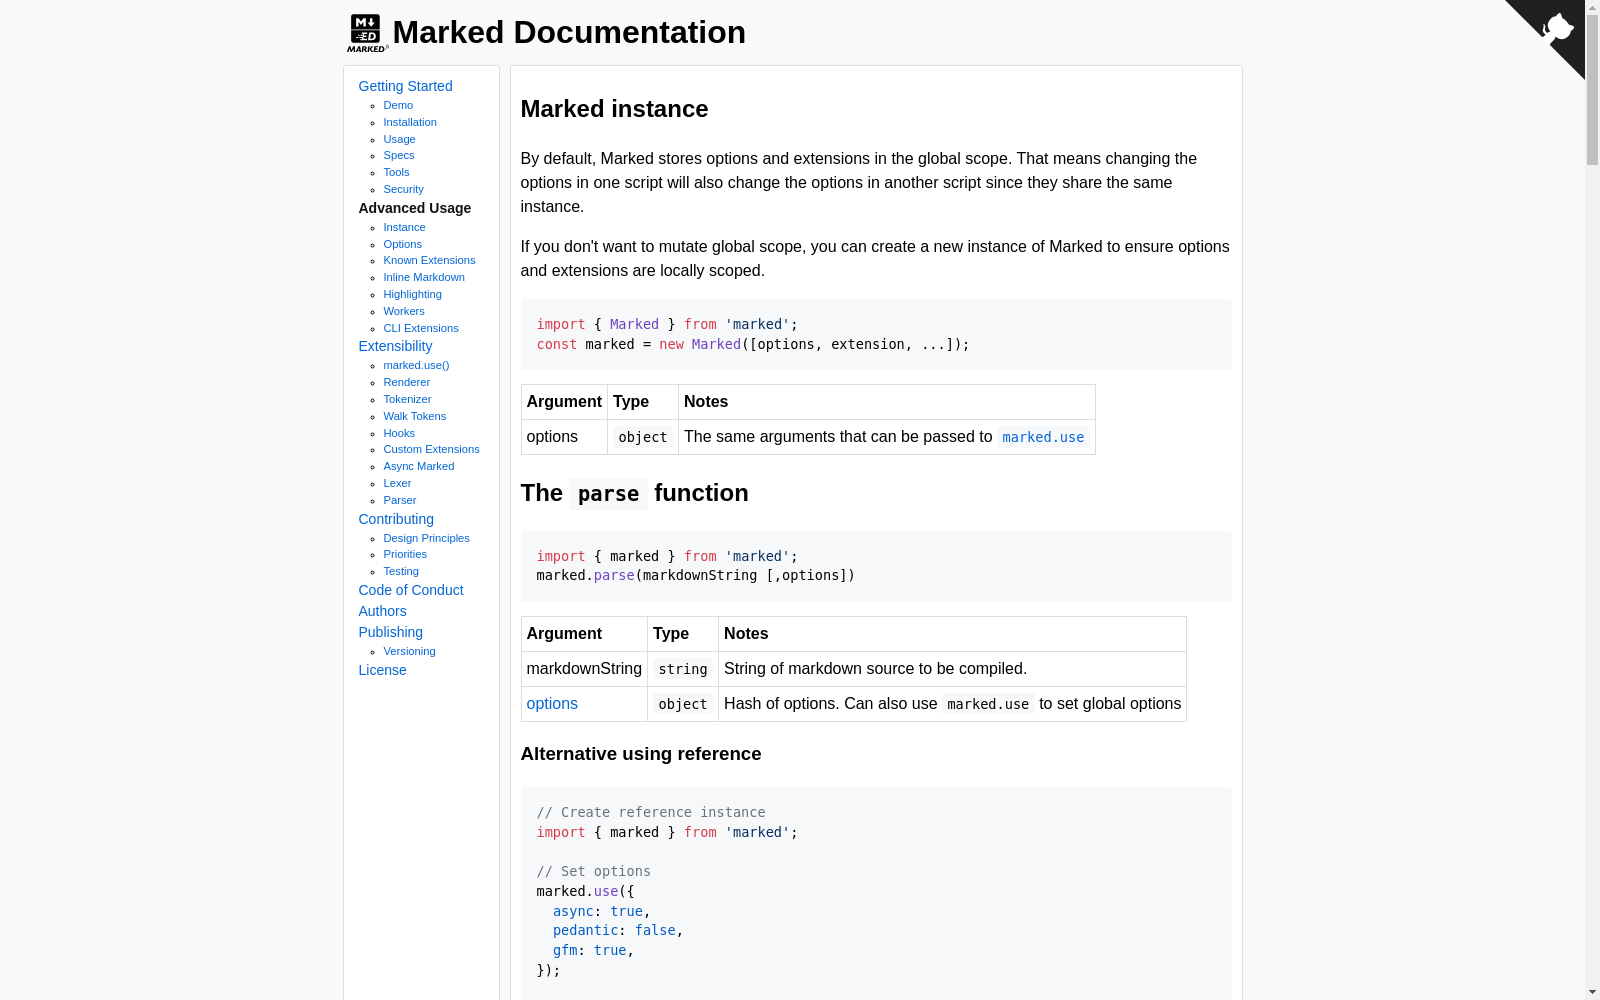 M↓
ED
MARKED
Marked Documentation
Getting Started
Demo
Installation
Usage
Specs
Tools
Security
Advanced Usage
Instance
Options
Known Extensions
Inline Markdown
Highlighting
Workers
CLI Extensions
Extensibility
marked.use()
Renderer
Tokenizer
Walk Tokens
Hooks
Custom Extensions
Async Marked
Lexer
Parser
Contributing
Design Principles
Priorities
Testing
Code of Conduct
Authors
Publishing
Versioning
License
Marked instance
By default, Marked stores options and extensions in the global scope. That means changing the
options in one script will also change the options in another script since they share the same
instance.
If you don't want to mutate global scope, you can create a new instance of Marked to ensure options
and extensions are locally scoped.
import { Marked } from 'marked';
const marked = new Marked([options, extension, ...]);
Argument Type Notes
options object The same arguments that can be passed to marked.use
The parse function
import { marked } from 'marked';
marked.parse(markdownString [,options])
Argument Type Notes
markdownString string String of markdown source to be compiled.
options object Hash of options. Can also use marked.use to set global options
Alternative using reference
// Create reference instance
import { marked } from 'marked';
// Set options
marked.use({
async: true,
pedantic: false,
gfm: true,
});